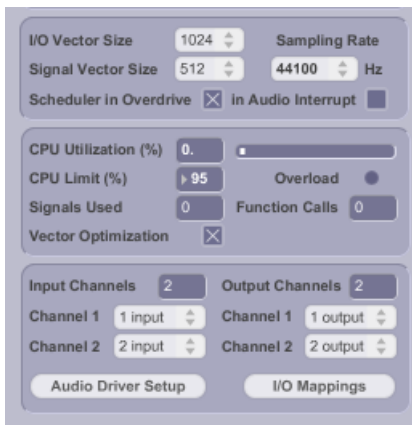 I/O Vector Size 1024 Sampling Rate
Signal Vector Size 512 44100 Hz
Scheduler in Overdrive in Audio Interrupt
CPU Utilization (%) 0.
CPU Limit (%) 95 Overload
Signals Used 0 Function Calls 0
Vector Optimization
Input Channels 2 Output Channels 2
Channel 1 1 input Channel 1 1 output
Channel 2 2 input Channel 2 2 output
Audio Driver Setup I/O Mappings